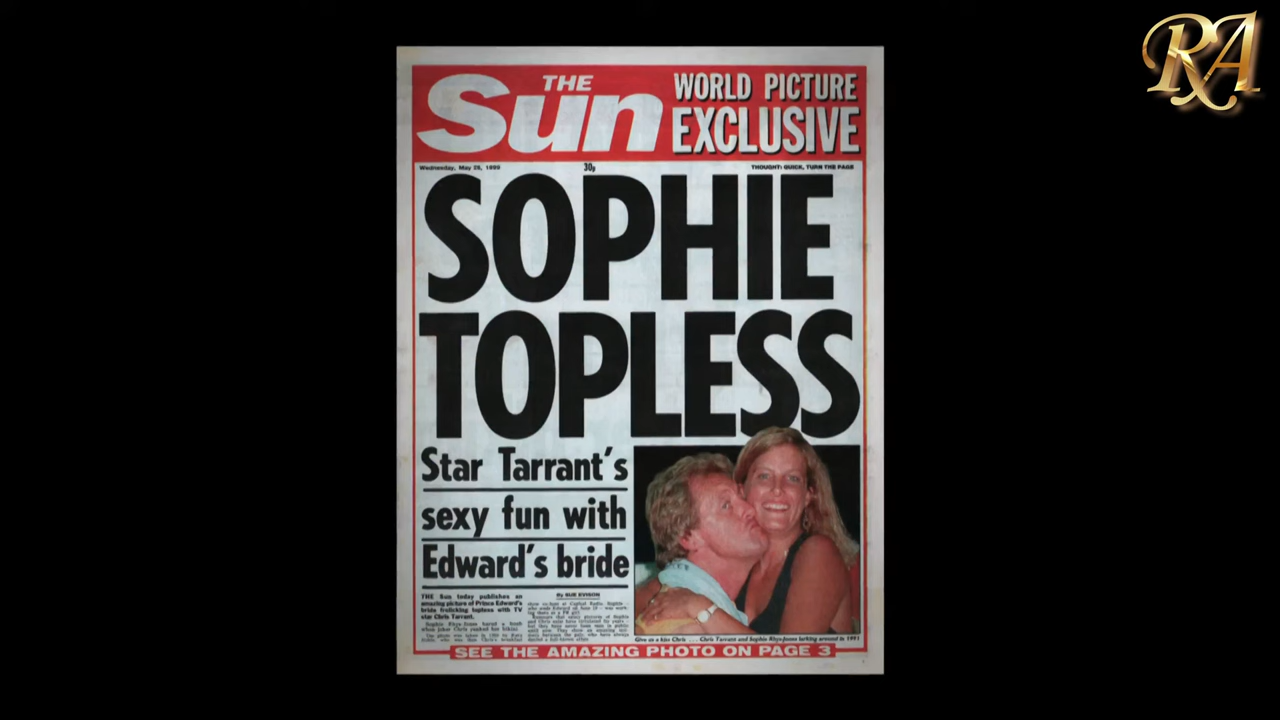 RA
THE
Sun
WORLD PICTURE
EXCLUSIVE
Wednesday, May 26, 1999
30p
THOUGHT: QUICK, TURN THE PAGE
SOPHIE
TOPLESS
Star Tarrant's
sexy fun with
Edward's bride
THE Sun today publishes an
amazing picture of Prince Edward's
bride frolicking topless with TV
star Chris Tarrant.
By SUE EVISON
Give us a kiss Chris . . . Chris Tarrant and Sophie Rhys-Jones larking around in 1991
SEE THE AMAZING PHOTO ON PAGE 3